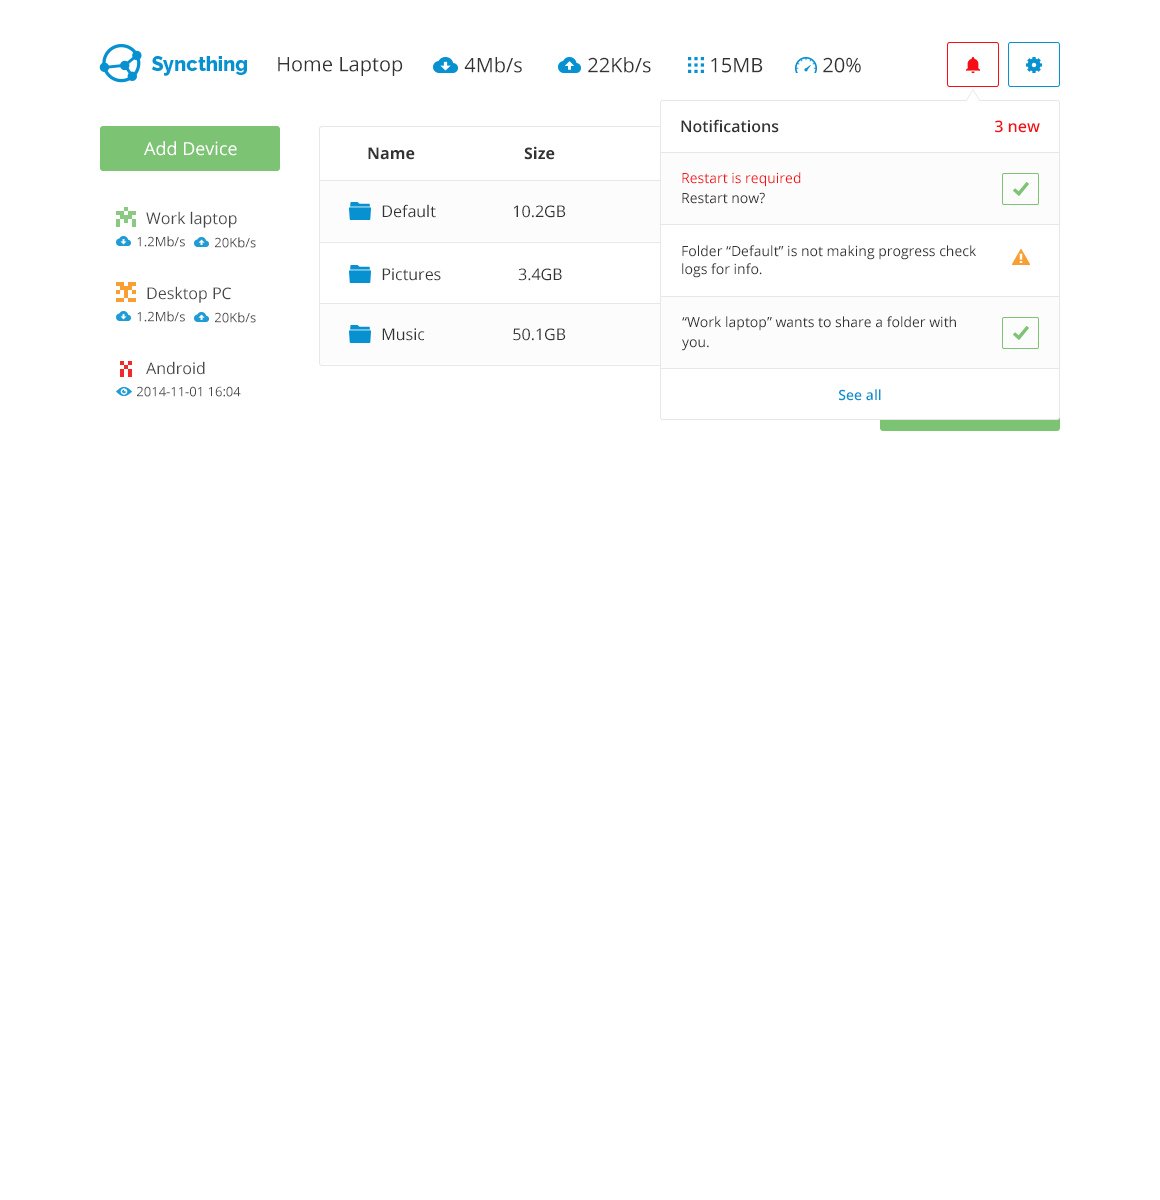 Syncthing
Home Laptop
4Mb/s
22Kb/s
15MB
20%
Add Device
Work laptop
1.2Mb/s
20Kb/s
Desktop PC
1.2Mb/s
20Kb/s
Android
2014-11-01 16:04
Name
Size
Default
10.2GB
Pictures
3.4GB
Music
50.1GB
Notifications
3 new
Restart is required
Restart now?
Folder “Default” is not making progress check
logs for info.
“Work laptop” wants to share a folder with
you.
See all